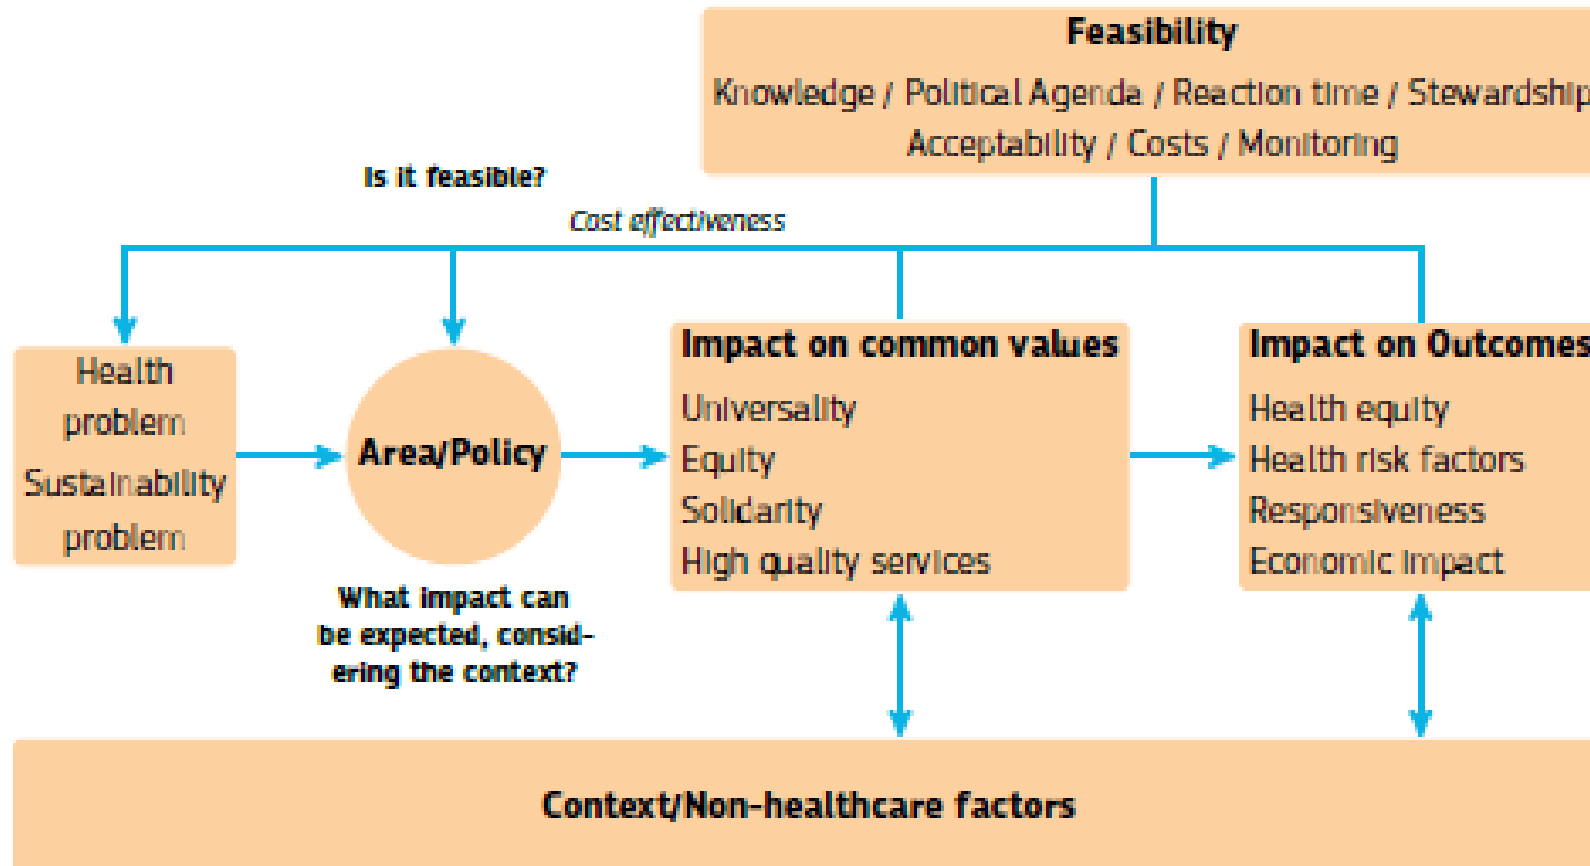 Feasibility
Knowledge / Political Agenda / Reaction time / Stewardship
Acceptability / Costs / Monitoring
Is it feasible?
Cost effectiveness
Health
problem
Sustainability
problem
Area/Policy
What impact can
be expected, consid-
ering the context?
Impact on common values
Universality
Equity
Solidarity
High quality services
Impact on Outcomes
Health equity
Health risk factors
Responsiveness
Economic impact
Context/Non-healthcare factors